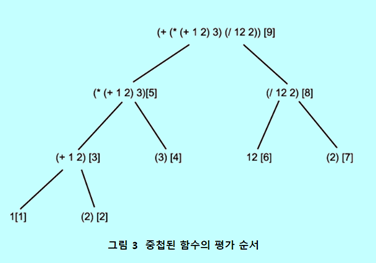 (+ (* (+ 1 2) 3) (/ 12 2)) [9]
(* (+ 1 2) 3)[5]
(/ 12 2) [8]
(+ 1 2) [3]
(3) [4]
12 [6]
(2) [7]
1[1]
(2) [2]
그림 3 중첩된 함수의 평가 순서